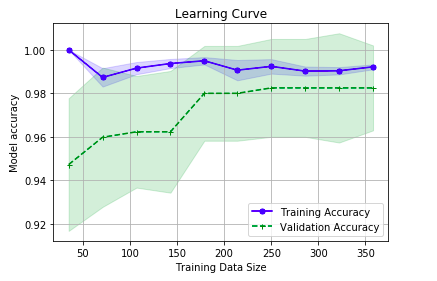 Learning Curve
Model accuracy
1.00
0.98
0.96
0.94
0.92
50 100 150 200 250 300 350
Training Data Size
Training Accuracy
Validation Accuracy